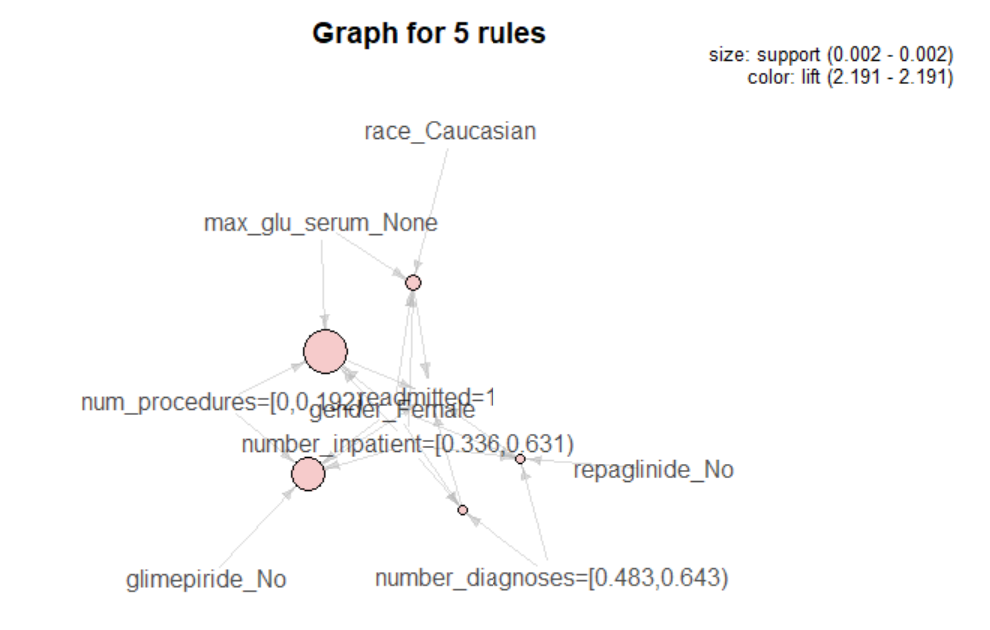 Graph for 5 rules
size: support (0.002 - 0.002)
color: lift (2.191 - 2.191)
race_Caucasian
max_glu_serum_None
num_procedures=[0,0.192)
readmitted=1
gender_Female
number_inpatient=[0.336,0.631)
repaglinide_No
glimepiride_No
number_diagnoses=[0.483,0.643)